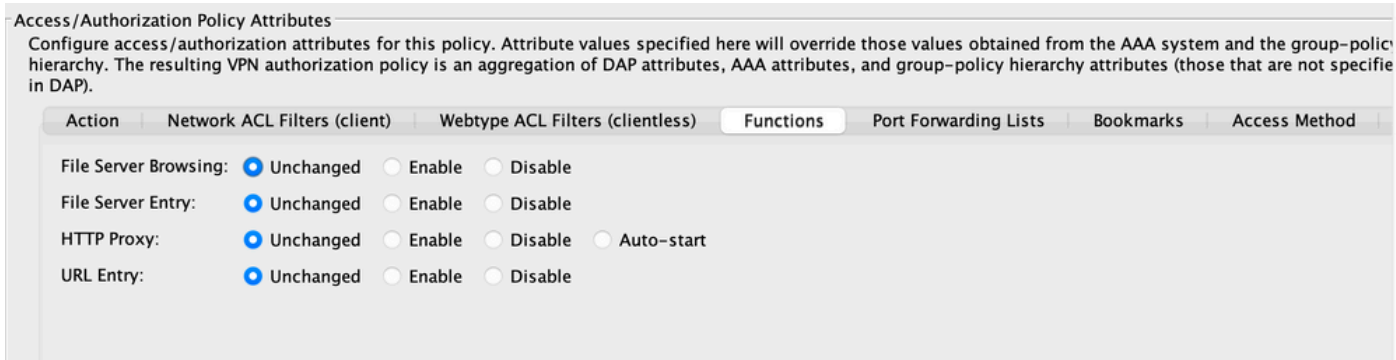 Access/Authorization Policy Attributes
Configure access/authorization attributes for this policy. Attribute values specified here will override those values obtained from the AAA system and the group-policy
hierarchy. The resulting VPN authorization policy is an aggregation of DAP attributes, AAA attributes, and group-policy hierarchy attributes (those that are not specifie
in DAP).
Action Network ACL Filters (client) Webtype ACL Filters (clientless) Functions Port Forwarding Lists Bookmarks Access Method
File Server Browsing: Unchanged Enable Disable
File Server Entry: Unchanged Enable Disable
HTTP Proxy: Unchanged Enable Disable Auto-start
URL Entry: Unchanged Enable Disable